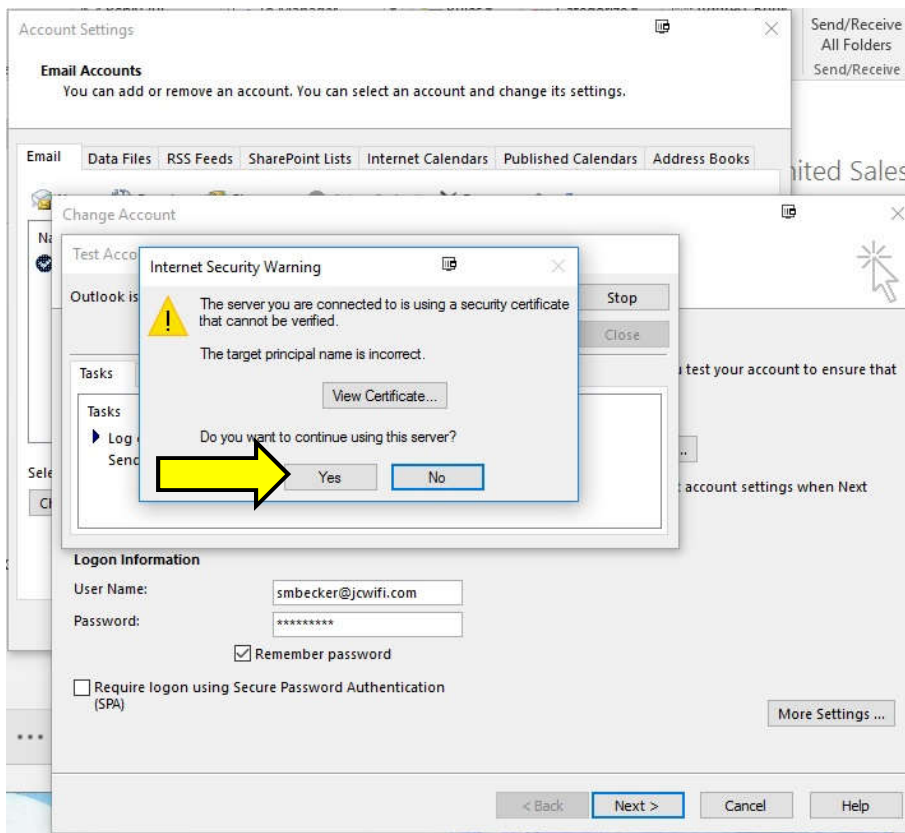 Account Settings
Send/Receive
All Folders
Send/Receive
Email Accounts
You can add or remove an account. You can select an account and change its settings.
Email
Data Files
RSS Feeds
SharePoint Lists
Internet Calendars
Published Calendars
Address Books
Change Account
Internet Security Warning
Outlook is
The server you are connected to is using a security certificate
that cannot be verified.
The target principal name is incorrect.
View Certificate...
Do you want to continue using this server?
Yes
No
Stop
Close
Tasks
Tasks
test your account to ensure that
account settings when Next
Logon Information
User Name:
smbecker@jcwifi.com
Password:
*********
Remember password
Require logon using Secure Password Authentication
(SPA)
More Settings ...
< Back
Next >
Cancel
Help